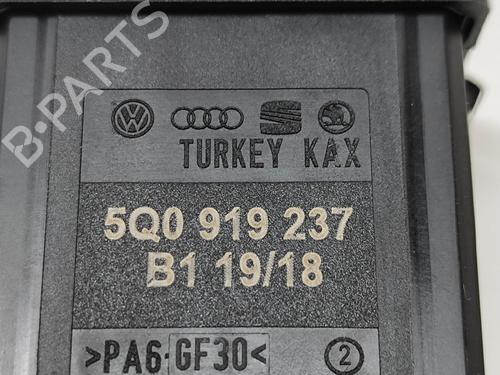 B-PARTS
TURKEY KAX
5Q0 919 237
B1 19/18
>PA6-GF30< 2